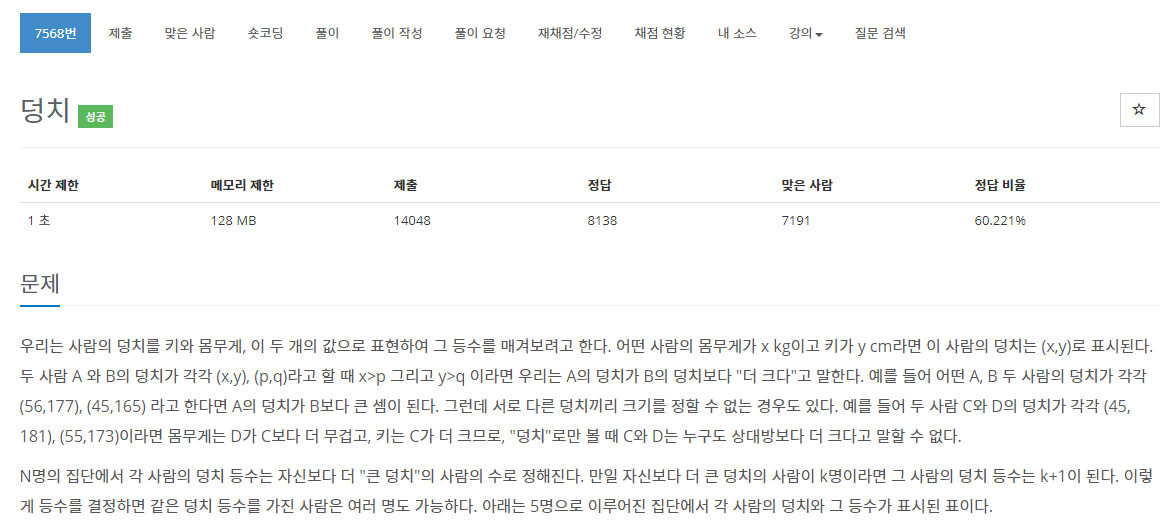 7568번 제출 맞은 사람 숏코딩 풀이 풀이 작성 풀이 요청 재채점/수정 채점 현황 내 소스 강의 질문 검색
덩치 성공
시간 제한 메모리 제한 제출 정답 맞은 사람 정답 비율
1 초 128 MB 14048 8138 7191 60.221%
문제
우리는 사람의 덩치를 키와 몸무게, 이 두 개의 값으로 표현하여 그 등수를 매겨보려고 한다. 어떤 사람의 몸무게가 x kg이고 키가 y cm라면 이 사람의 덩치는 (x,y)로 표시된다.
두 사람 A 와 B의 덩치가 각각 (x,y), (p,q)라고 할 때 x>p 그리고 y>q 이라면 우리는 A의 덩치가 B의 덩치보다 "더 크다"고 말한다. 예를 들어 어떤 A, B 두 사람의 덩치가 각각
(56,177), (45,165) 라고 한다면 A의 덩치가 B보다 큰 셈이 된다. 그런데 서로 다른 덩치끼리 크기를 정할 수 없는 경우도 있다. 예를 들어 두 사람 C와 D의 덩치가 각각 (45,
181), (55,173)이라면 몸무게는 D가 C보다 더 무겁고, 키는 C가 더 크므로, "덩치"로만 볼 때 C와 D는 누구도 상대방보다 더 크다고 말할 수 없다.
N명의 집단에서 각 사람의 덩치 등수는 자신보다 더 "큰 덩치"의 사람의 수로 정해진다. 만일 자신보다 더 큰 덩치의 사람이 k명이라면 그 사람의 덩치 등수는 k+1이 된다. 이렇
게 등수를 결정하면 같은 덩치 등수를 가진 사람은 여러 명도 가능하다. 아래는 5명으로 이루어진 집단에서 각 사람의 덩치와 그 등수가 표시된 표이다.